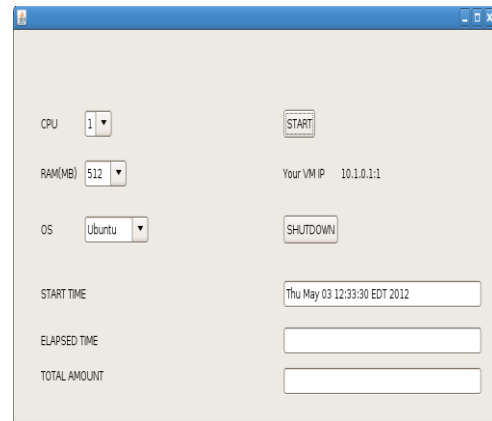 CPU 1 START
RAM(MB) 512 Your VM IP 10.1.0.1:1
OS Ubuntu SHUTDOWN
START TIME Thu May 03 12:33:30 EDT 2012
ELAPSED TIME
TOTAL AMOUNT